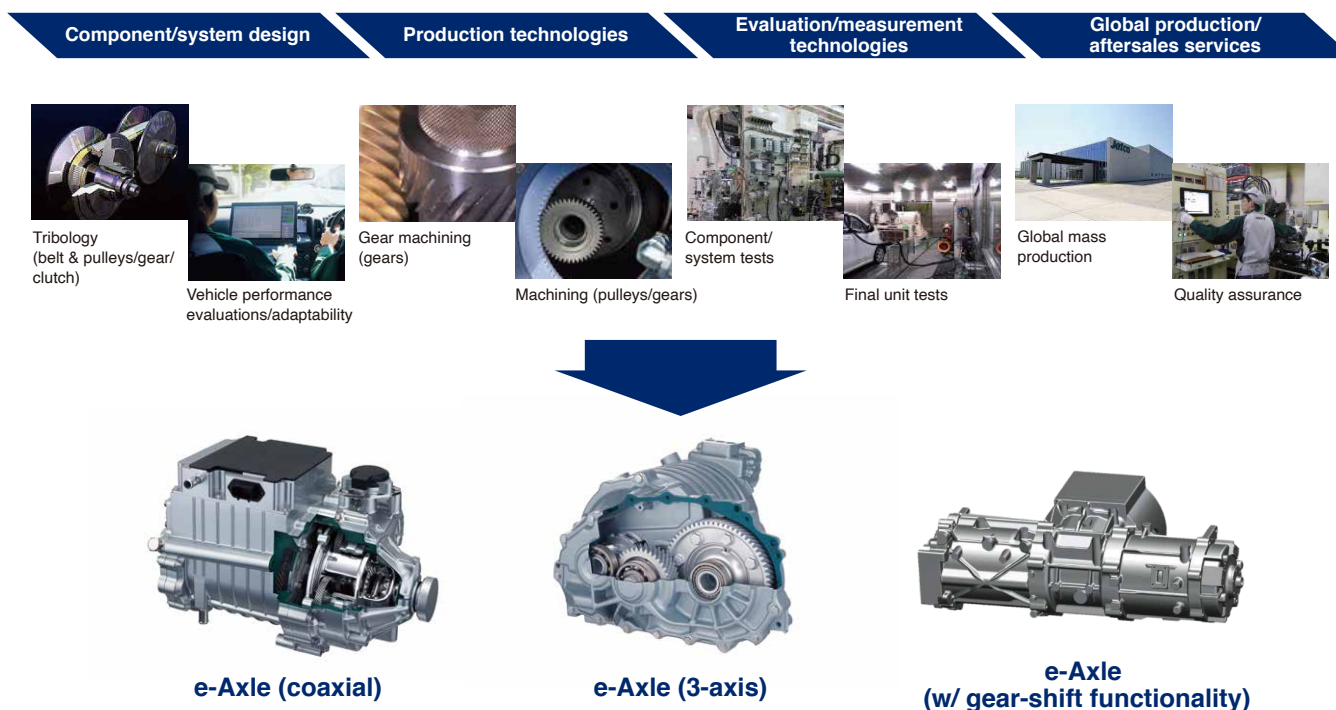 Component/system design
Production technologies
Evaluation/measurement
technologies
Global production/
aftersales services
Jatco
Tribology
(belt & pulleys/gear/
clutch)
Vehicle performance
evaluations/adaptability
Gear machining
(gears)
Machining (pulleys/gears)
Component/
system tests
Final unit tests
Global mass
production
Quality assurance
e-Axle (coaxial)
e-Axle (3-axis)
e-Axle
(w/ gear-shift functionality)